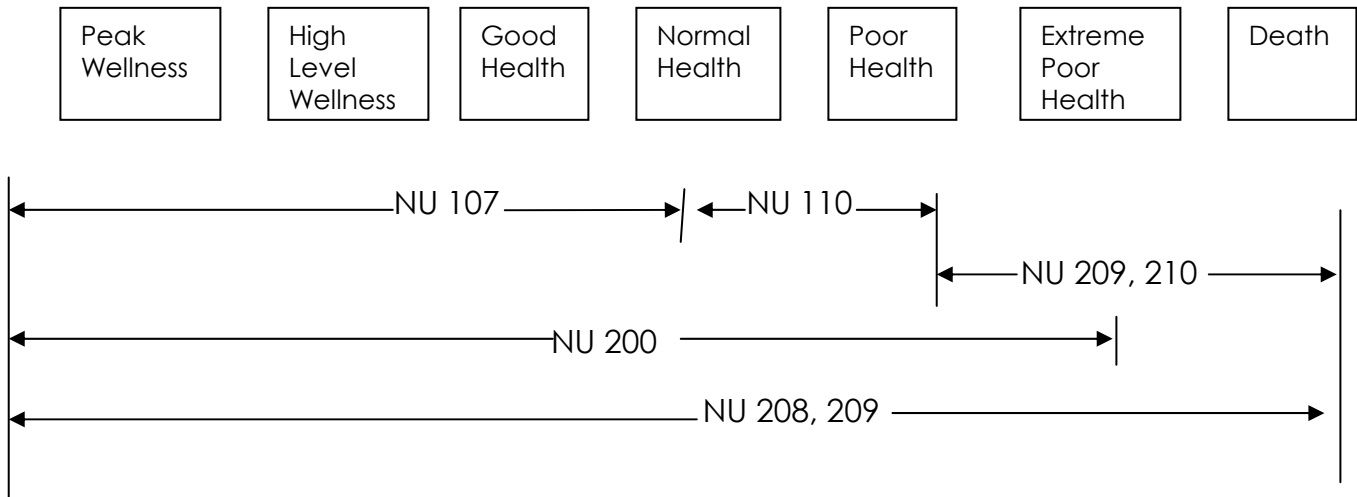 Peak
Wellness
High
Level
Wellness
Good
Health
Normal
Health
Poor
Health
Extreme
Poor
Health
Death
NU 107
NU 110
NU 209, 210
NU 200
NU 208, 209